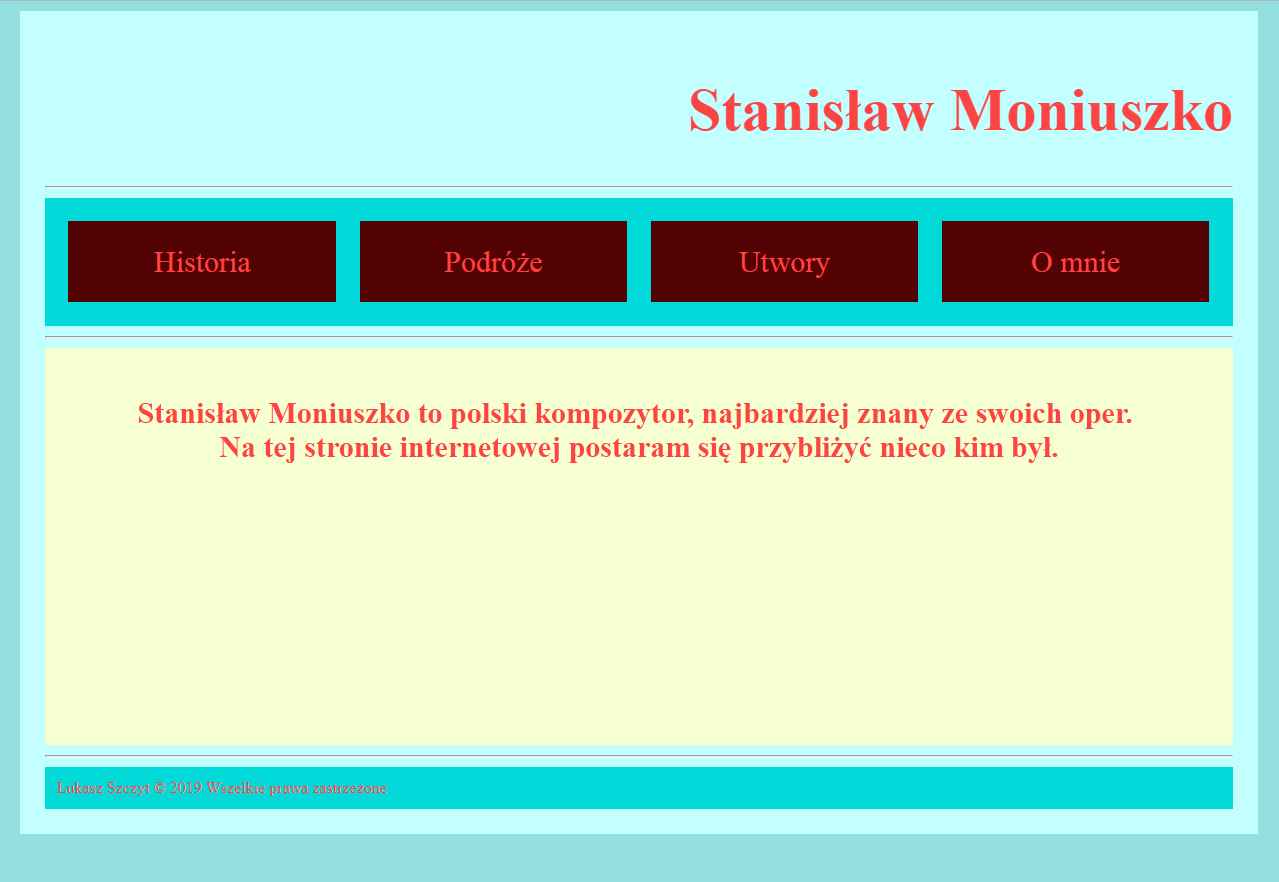 Stanisław Moniuszko
Historia
Podróże
Utwory
O mnie
Stanisław Moniuszko to polski kompozytor, najbardziej znany ze swoich oper.
Na tej stronie internetowej postaram się przybliżyć nieco kim był.
Łukasz Szczyt © 2019 Wszelkie prawa zastrzeżone